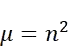 μ = n²